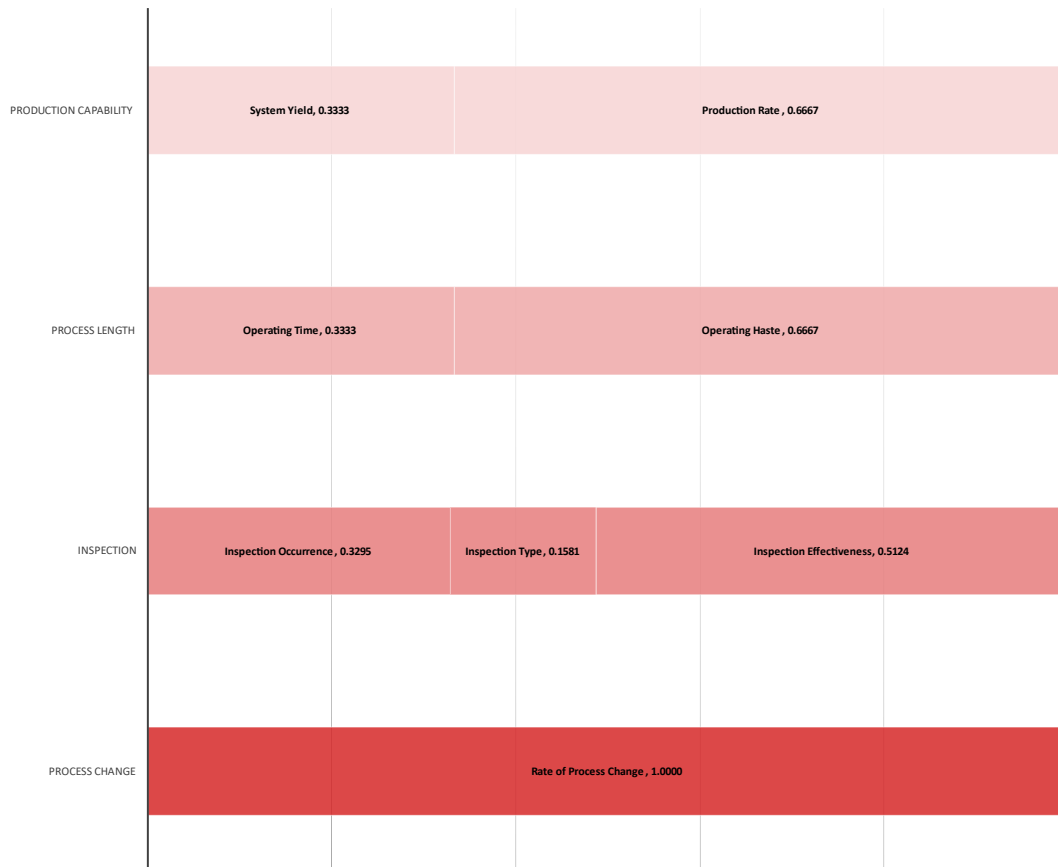 PRODUCTION CAPABILITY
System Yield, 0.3333
Production Rate , 0.6667
PROCESS LENGTH
Operating Time , 0.3333
Operating Haste , 0.6667
INSPECTION
Inspection Occurrence , 0.3295
Inspection Type , 0.1581
Inspection Effectiveness, 0.5124
PROCESS CHANGE
Rate of Process Change , 1.0000